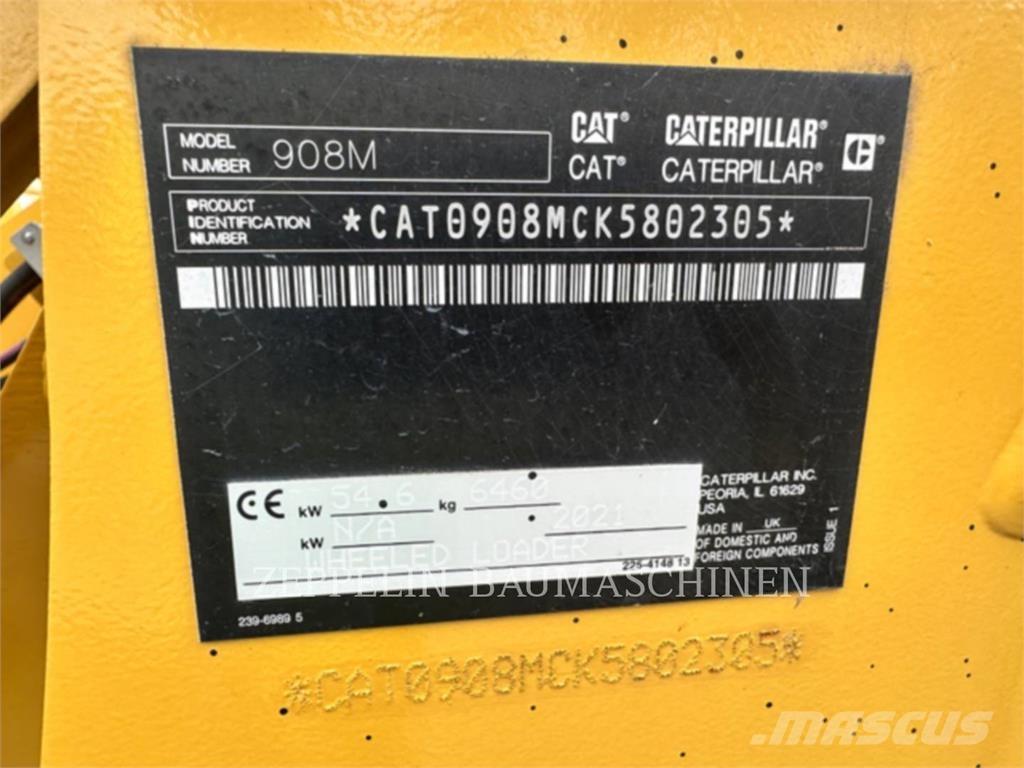 MODEL
NUMBER 908M
CAT® CATERPILLAR®
CAT® CATERPILLAR®
PRODUCT
IDENTIFICATION
NUMBER
*CAT0908MCK5802305*
CE kW 54.6 kg 6460
kW N/A 2021
WHEELED LOADER
225-4148 13
CATERPILLAR INC.
PEORIA, IL 61629
USA
MADE IN UK
OF DOMESTIC AND
FOREIGN COMPONENTS
ISSUE 1
239-6989 5
ZEPPELIN BAUMASCHINEN
*CAT0908MCK5802305*
MASCUS